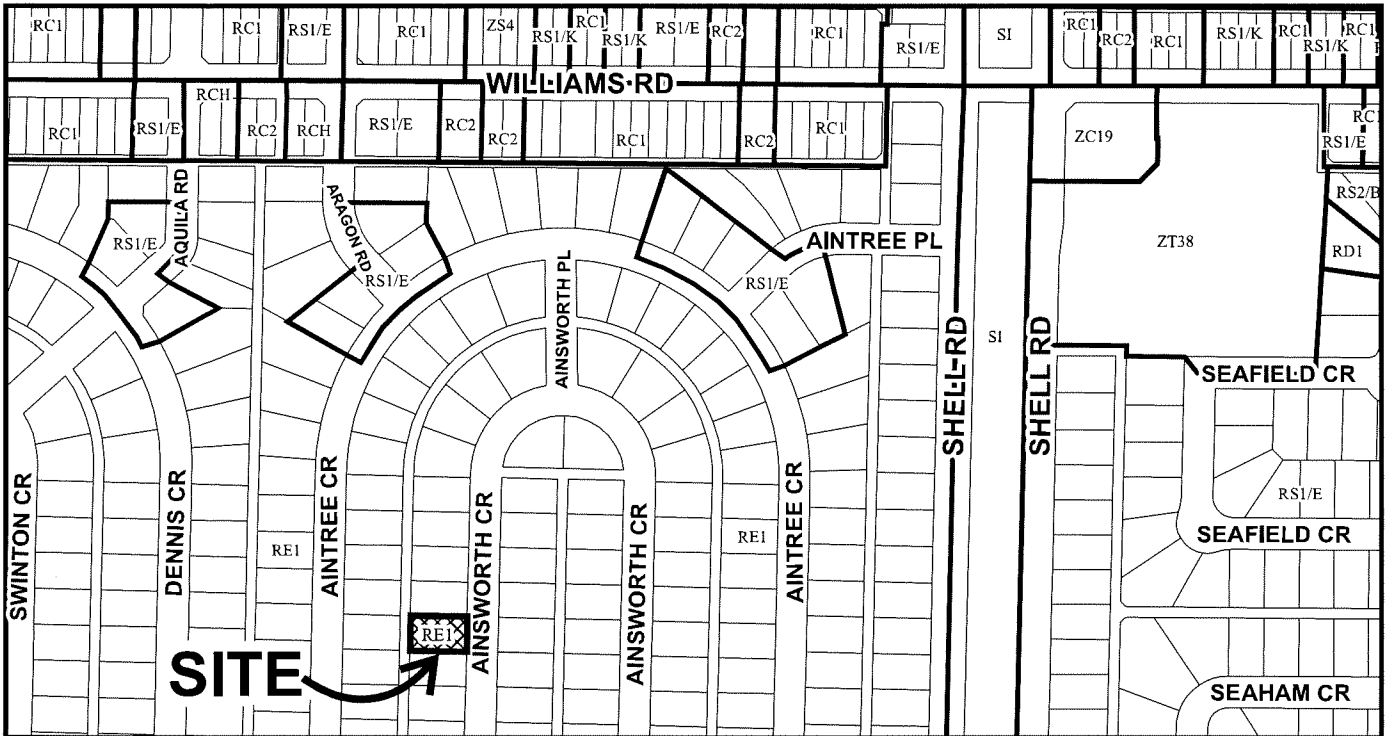 RC1
RC1
RS1/E
RC1
ZS4
RS1/K
RC1
RS1/K
RS1/E
RC2
RC1
RS1/E
SI
RC1
RC2
RC1
RS1/K
RC1
RS1/K
RC1
WILLIAMS RD
RC1
RS1/E
RCH
RC2
RCH
RS1/E
RC2
RC2
RC1
RC2
RC1
ZC19
RC1
RS1/E
RS2/B
RD1
ZT38
AQUILA RD
ARAGON RD
RS1/E
RS1/E
AINTREE PL
RS1/E
AINSWORTH PL
SHELL RD
SI
SHELL RD
SEAFIELD CR
RS1/E
SEAFIELD CR
SWINTON CR
DENNIS CR
RE1
AINTREE CR
AINSWORTH CR
AINSWORTH CR
RE1
AINTREE CR
RE1
SITE
SEAHAM CR